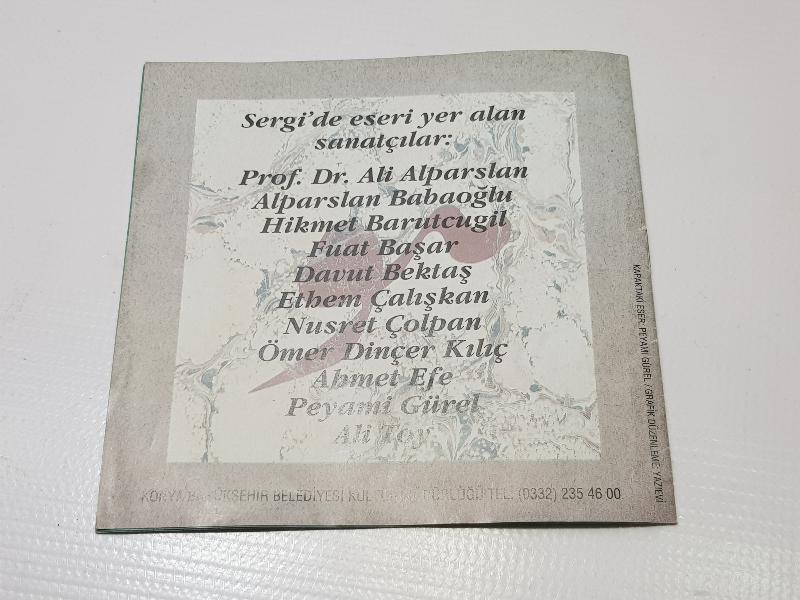 Sergi'de eseri yer alan
sanatçılar:
Prof. Dr. Ali Alparslan
Alparslan Babaoğlu
Hikmet Barutcugil
Fuat Başar
Davut Bektaş
Ethem Çalışkan
Nusret Çolpan
Ömer Dinçer Kılıç
Ahmet Efe
Peyami Gürel
Ali Toy
KONYA BÜYÜKŞEHİR BELEDİYESİ KÜLTÜR MÜDÜRLÜĞÜ TEL: (0332) 235 46 00
KAPAKTAKİ ESER: PEYAMİ GÜREL / GRAFİK DÜZENLEME: YAZIEVİ